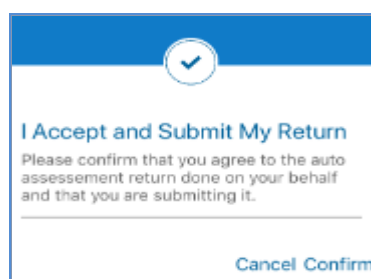 I Accept and Submit My Return
Please confirm that you agree to the auto
assessement return done on your behalf
and that you are submitting it.
Cancel Confirm